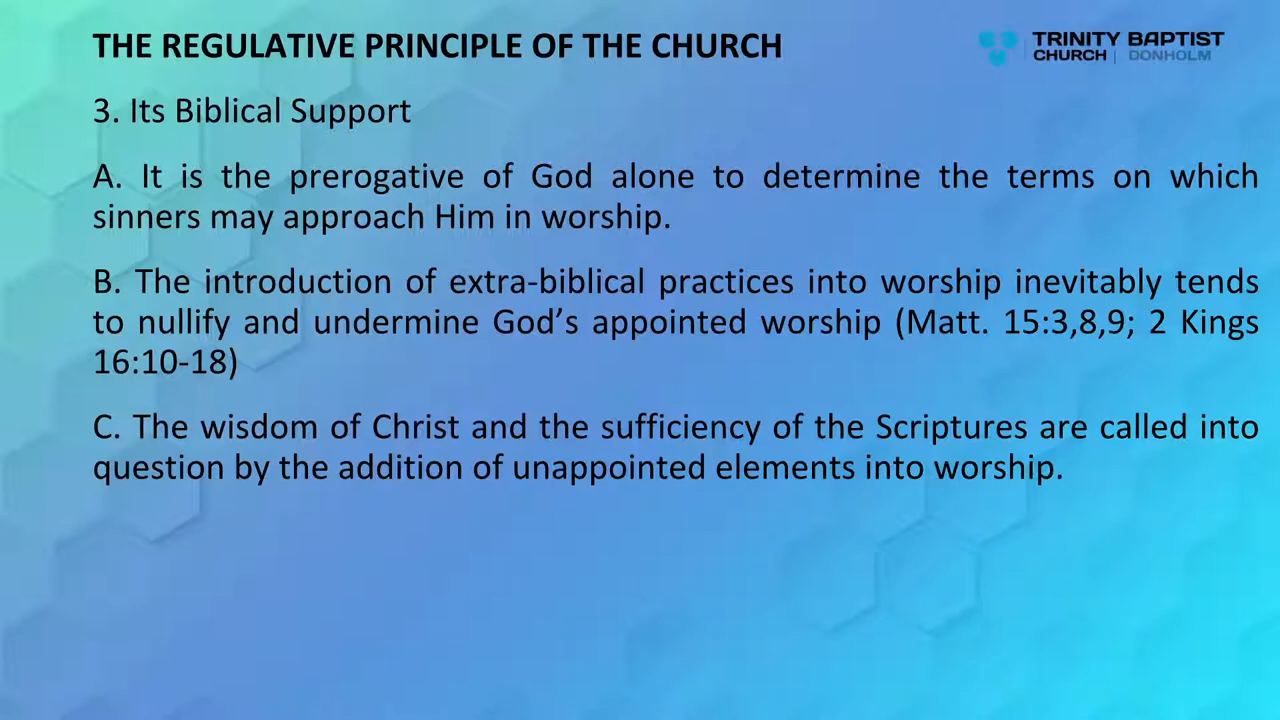 THE REGULATIVE PRINCIPLE OF THE CHURCH
TRINITY BAPTIST
CHURCH | DONHOLM
3. Its Biblical Support
A. It is the prerogative of God alone to determine the terms on which
sinners may approach Him in worship.
B. The introduction of extra-biblical practices into worship inevitably tends
to nullify and undermine God’s appointed worship (Matt. 15:3,8,9; 2 Kings
16:10-18)
C. The wisdom of Christ and the sufficiency of the Scriptures are called into
question by the addition of unappointed elements into worship.